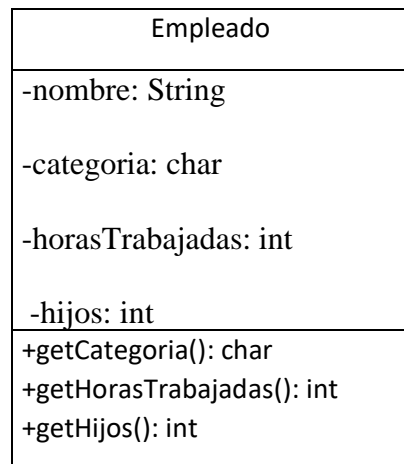 Empleado
-nombre: String
-categoria: char
-horasTrabajadas: int
-hijos: int
+getCategoria(): char
+getHorasTrabajadas(): int
+getHijos(): int